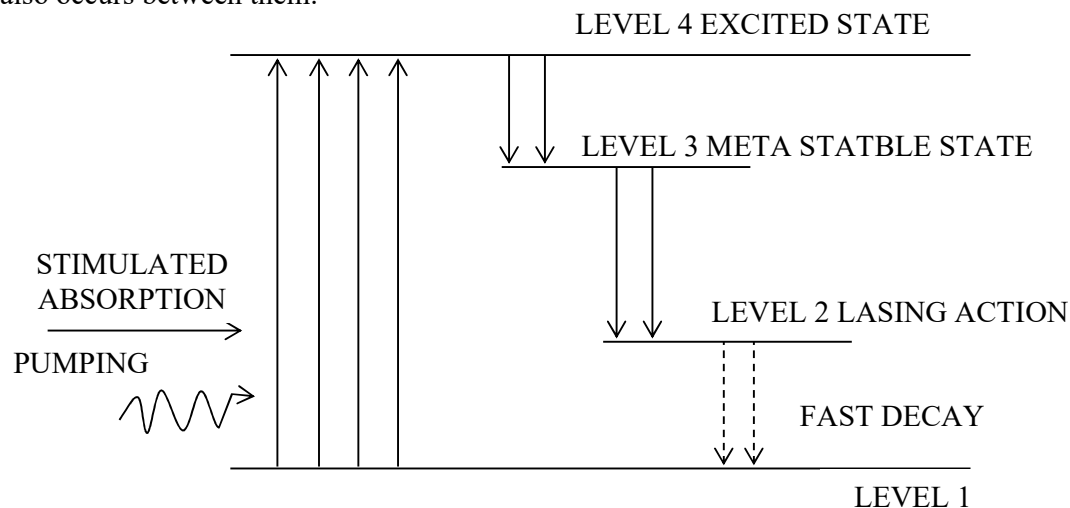 also occurs between them.
LEVEL 4 EXCITED STATE
LEVEL 3 META STATBLE STATE
STIMULATED
ABSORPTION
LEVEL 2 LASING ACTION
PUMPING
FAST DECAY
LEVEL 1